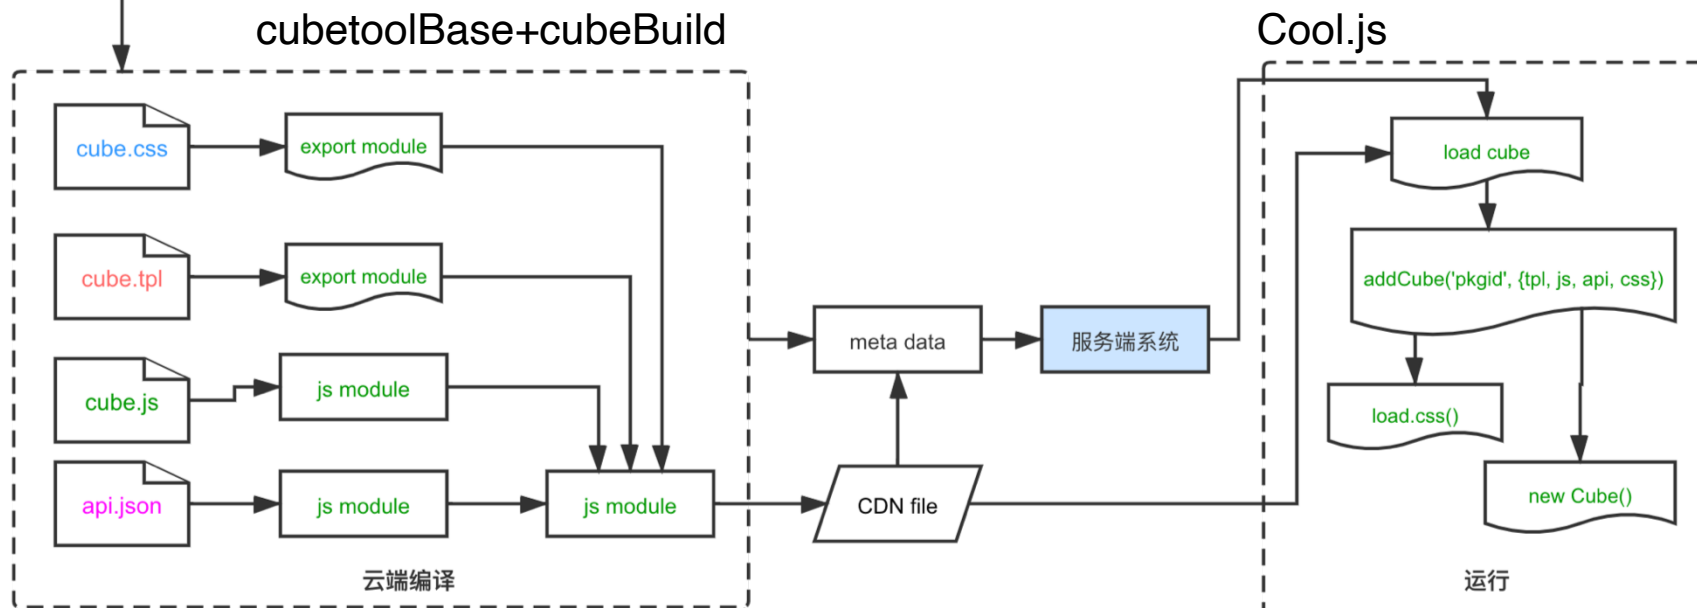 cubetoolBase+cubeBuild
Cool.js
cube.css
export module
cube.tpl
export module
cube.js
js module
api.json
js module
js module
云端编译
meta data
服务端系统
CDN file
load cube
addCube('pkgid', {tpl, js, api, css})
load.css()
new Cube()
运行